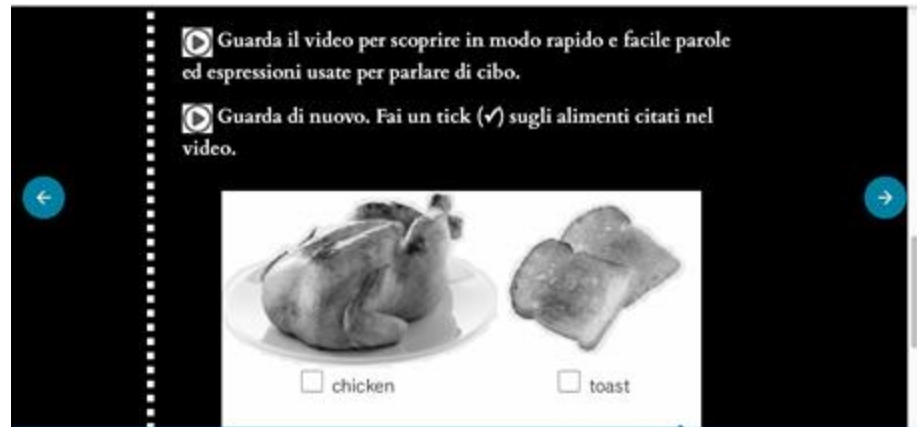 Guarda il video per scoprire in modo rapido e facile parole
ed espressioni usate per parlare di cibo.
Guarda di nuovo. Fai un tick (✓) sugli alimenti citati nel
video.
chicken
toast